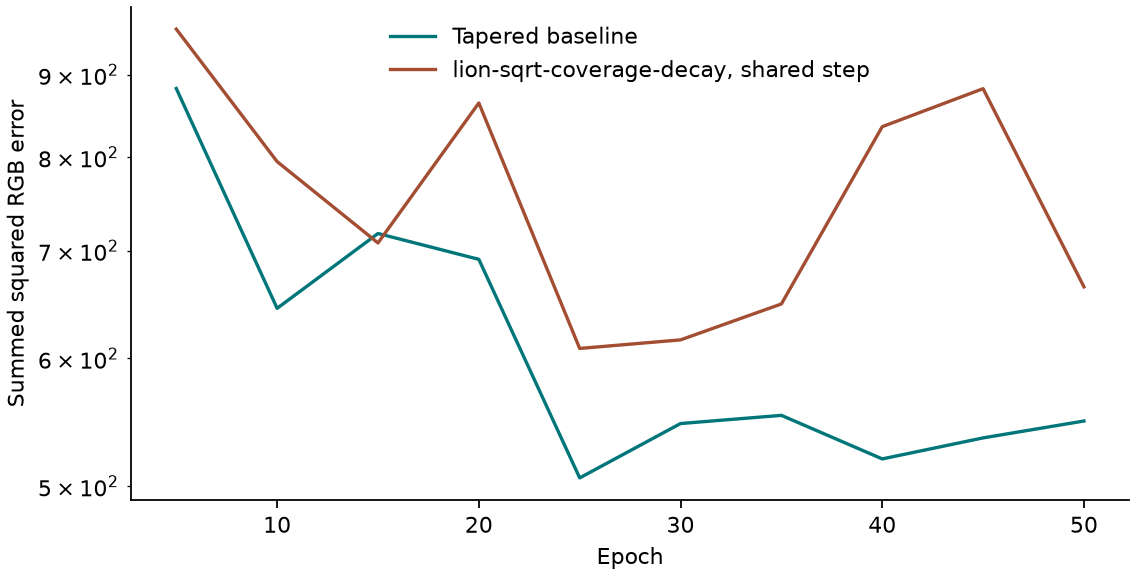 Tapered baseline
lion-sqrt-coverage-decay, shared step
Summed squared RGB error
9 × 10²
8 × 10²
7 × 10²
6 × 10²
5 × 10²
10 20 30 40 50
Epoch